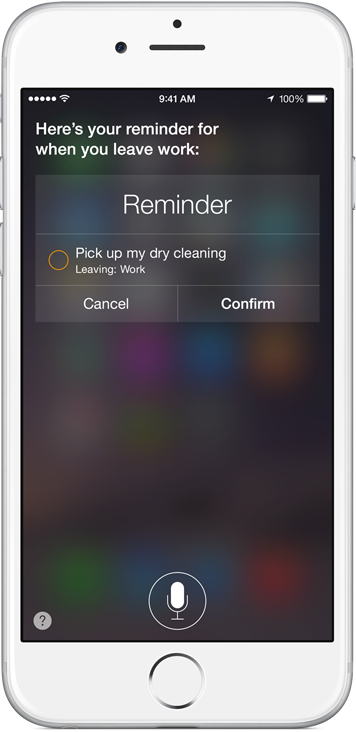 9:41 AM 100%
Here's your reminder for
when you leave work:
Reminder
Pick up my dry cleaning
Leaving: Work
Cancel Confirm
?